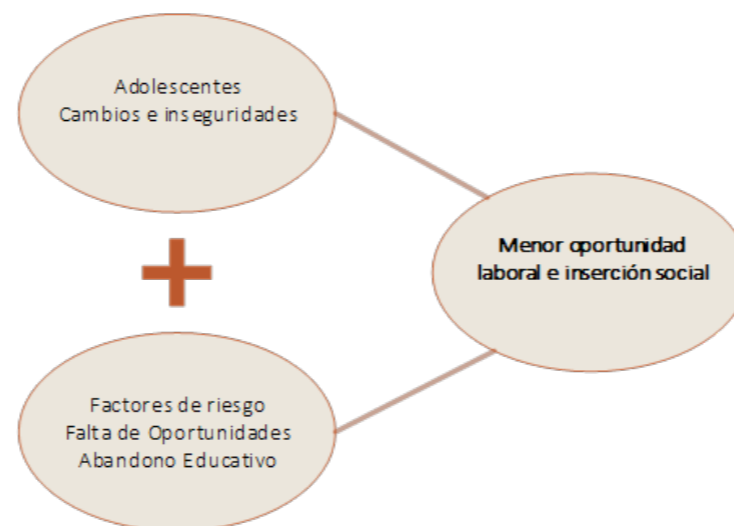 Adolescentes
Cambios e inseguridades
Menor oportunidad
laboral e inserción social
Factores de riesgo
Falta de Oportunidades
Abandono Educativo